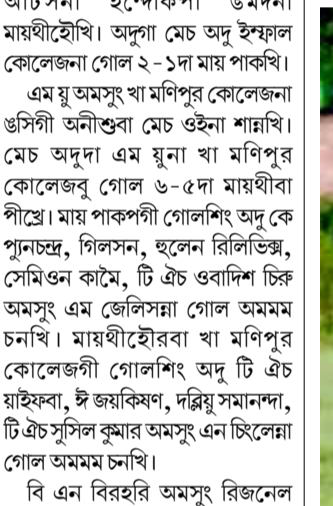 মায়থীহৌখি। অদুগা মেচ অদু ইম্ফাল
কোলেজনা গোল ২-১দা মায় পাকখি।
এম য়ু অমসুং খা মণিপুর কোলেজনা
ঙসিগী অনীশুবা মেচ ওইনা শান্নখি।
মেচ অদুদা এম য়ুনা খা মণিপুর
কোলেজবু গোল ৬-৫দা মায়থীবা
পীখ্রে। মায় পাকপগী গোলশিং অদু কে
পুনচন্দ্র, গিলসন, হুলেন রিলিভিক্স,
সেমিওন কামৈ, টি এচ ওবাদিশ চিরু
অমসুং এম জেলিসন্না গোল অমমম
চনখি। মায়থীহৌরবা খা মণিপুর
কোলেজগী গোলশিং অদু টি এচ
য়াইফবা, ঈ জয়কিষণ, দব্লিয়ু সমানন্দা,
টি এচ সুসিল কুমার অমসুং এন চিংলেন্না
গোল অমমম চনখি।
বি এন বিরহরি অমসুং রিজনেল